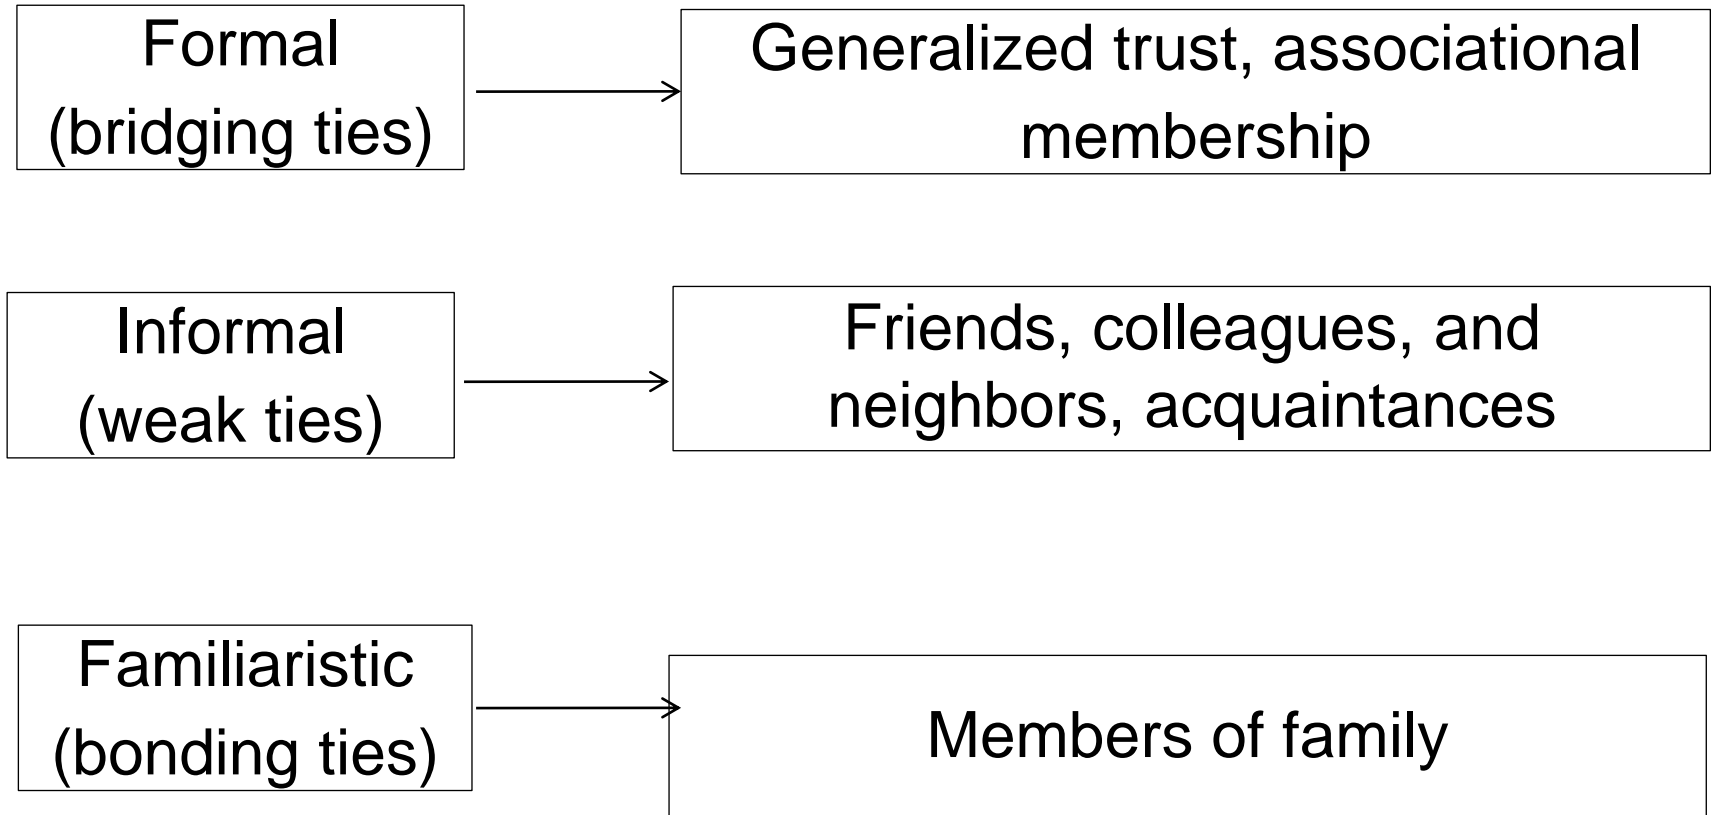 Formal
(bridging ties)
Generalized trust, associational
membership
Informal
(weak ties)
Friends, colleagues, and
neighbors, acquaintances
Familiaristic
(bonding ties)
Members of family